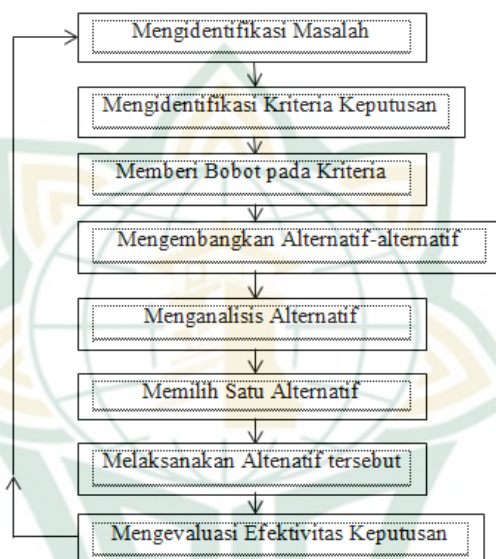 Mengidentifikasi Masalah
Mengidentifikasi Kriteria Keputusan
Memberi Bobot pada Kriteria
Mengembangkan Alternatif-alternatif
Menganalisis Alternatif
Memilih Satu Alternatif
Melaksanakan Altenatif tersebut
Mengevaluasi Efektivitas Keputusan